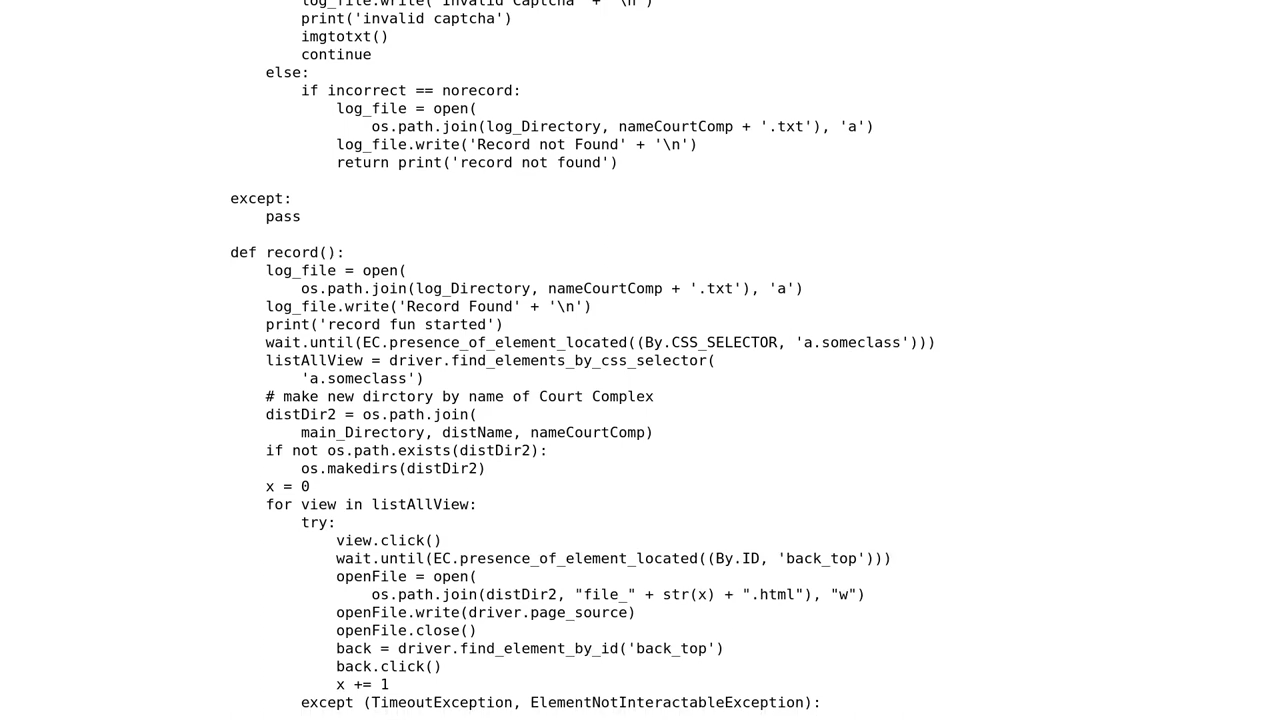 log_file.write('Invalid Captcha' + '\n')
print('invalid captcha')
imgtotxt()
continue
else:
if incorrect == norecord:
log_file = open(
os.path.join(log_Directory, nameCourtComp + '.txt'), 'a')
log_file.write('Record not Found' + '\n')
return print('record not found')
except:
pass
def record():
log_file = open(
os.path.join(log_Directory, nameCourtComp + '.txt'), 'a')
log_file.write('Record Found' + '\n')
print('record fun started')
wait.until(EC.presence_of_element_located((By.CSS_SELECTOR, 'a.someclass')))
listAllView = driver.find_elements_by_css_selector(
'a.someclass')
# make new dirctory by name of Court Complex
distDir2 = os.path.join(
main_Directory, distName, nameCourtComp)
if not os.path.exists(distDir2):
os.makedirs(distDir2)
x = 0
for view in listAllView:
try:
view.click()
wait.until(EC.presence_of_element_located((By.ID, 'back_top')))
openFile = open(
os.path.join(distDir2, "file_" + str(x) + ".html"), "w")
openFile.write(driver.page_source)
openFile.close()
back = driver.find_element_by_id('back_top')
back.click()
x += 1
except (TimeoutException, ElementNotInteractableException):